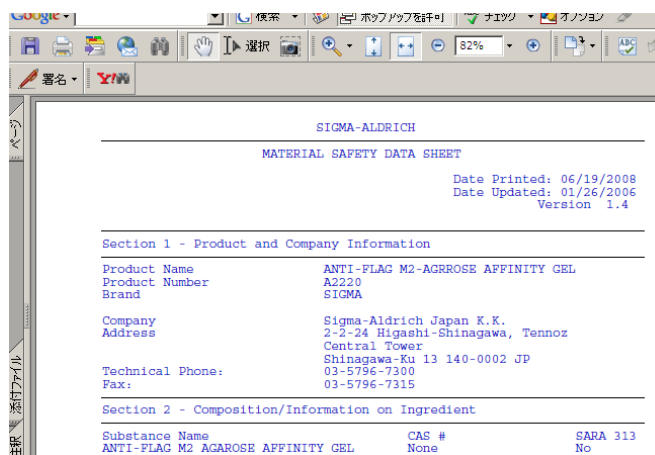 Google
検索
ポップアップを許可
チェック
オプション
選択
82%
ABC
署名
Y!
ページ
SIGMA-ALDRICH
MATERIAL SAFETY DATA SHEET
Date Printed: 06/19/2008
Date Updated: 01/26/2006
Version 1.4
Section 1 - Product and Company Information
Product Name ANTI-FLAG M2-AGRROSE AFFINITY GEL
Product Number A2220
Brand SIGMA
Company Sigma-Aldrich Japan K.K.
Address 2-2-24 Higashi-Shinagawa, Tennoz
Central Tower
Shinagawa-Ku 13 140-0002 JP
Technical Phone: 03-5796-7300
Fax: 03-5796-7315
添付ファイル
Section 2 - Composition/Information on Ingredient
注釈
Substance Name CAS # SARA 313
ANTI-FLAG M2 AGAROSE AFFINITY GEL None No